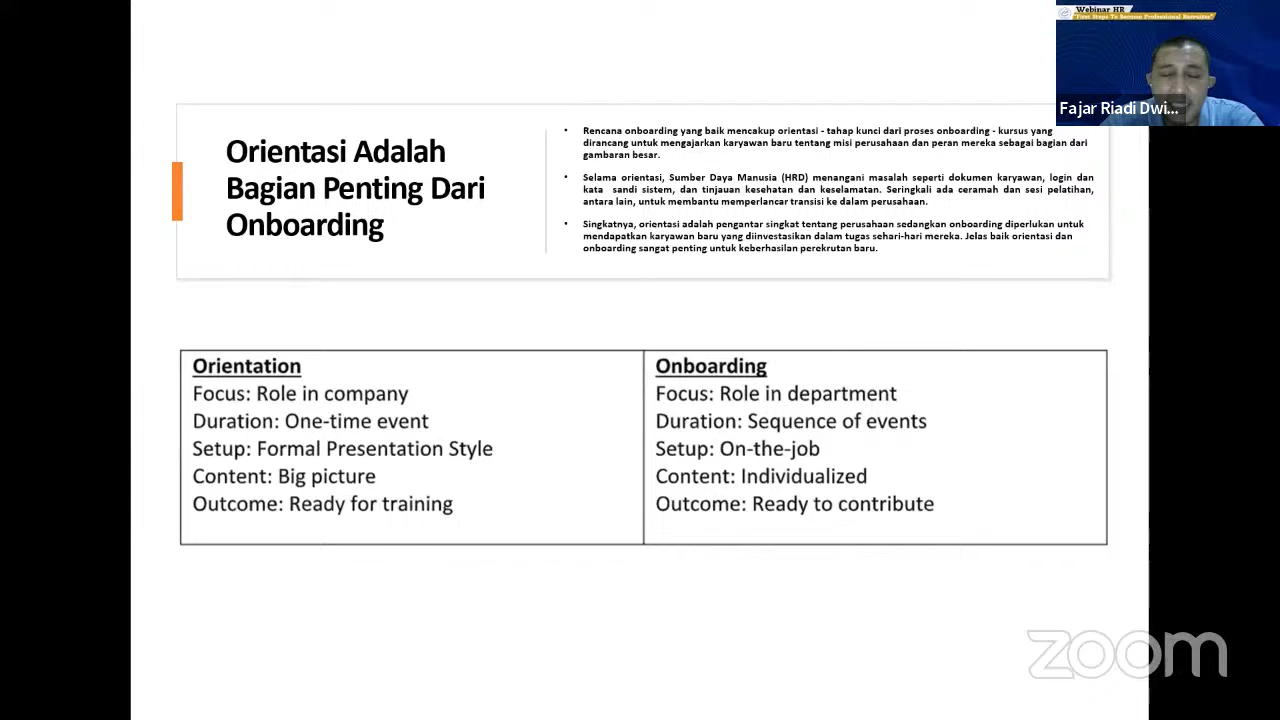 Webinar HR
"First Steps To Become Professional Recruiter"
Fajar Riadi Dwi...
Orientasi Adalah
Bagian Penting Dari
Onboarding
• Rencana onboarding yang baik mencakup orientasi - tahap kunci dari proses onboarding - kursus yang
dirancang untuk mengajarkan karyawan baru tentang misi perusahaan dan peran mereka sebagai bagian dari
gambaran besar.
• Selama orientasi, Sumber Daya Manusia (HRD) menangani masalah seperti dokumen karyawan, login dan
kata sandi sistem, dan tinjauan kesehatan dan keselamatan. Seringkali ada ceramah dan sesi pelatihan,
antara lain, untuk membantu memperlancar transisi ke dalam perusahaan.
• Singkatnya, orientasi adalah pengantar singkat tentang perusahaan sedangkan onboarding diperlukan untuk
mendapatkan karyawan baru yang diinvestasikan dalam tugas sehari-hari mereka. Jelas baik orientasi dan
onboarding sangat penting untuk keberhasilan perekrutan baru.
Orientation
Focus: Role in company
Duration: One-time event
Setup: Formal Presentation Style
Content: Big picture
Outcome: Ready for training
Onboarding
Focus: Role in department
Duration: Sequence of events
Setup: On-the-job
Content: Individualized
Outcome: Ready to contribute
zoom